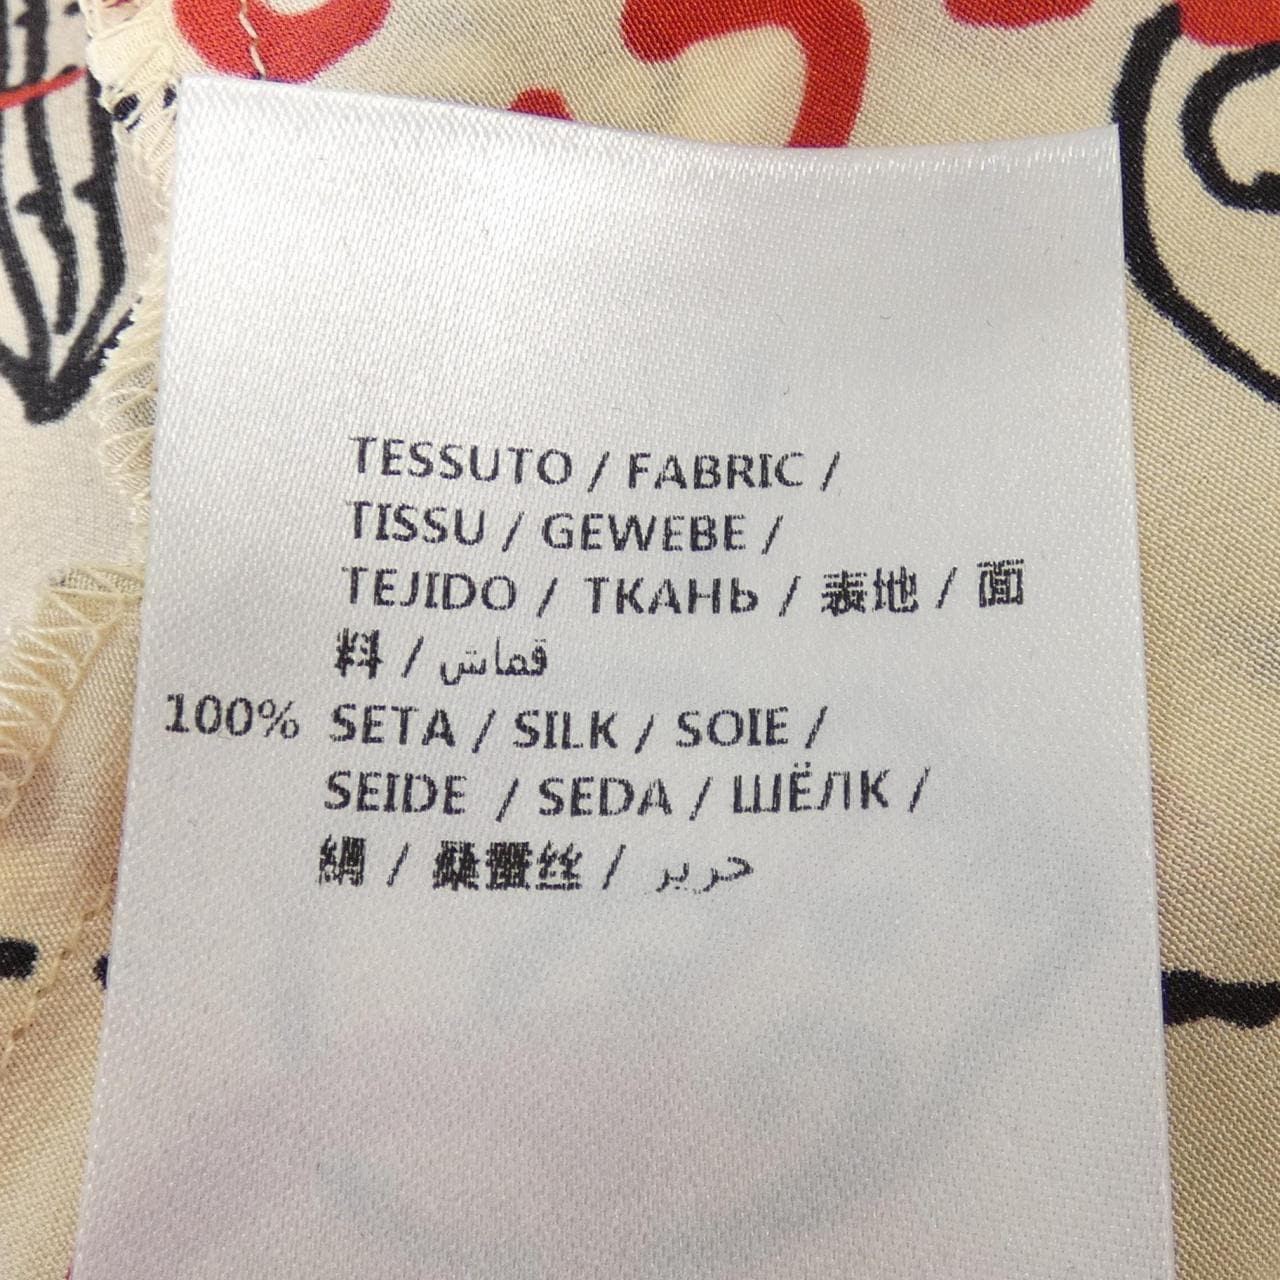 TESSUTO / FABRIC /
TISSU / GEWEBE /
TEJIDO / ТКАНЬ / 表地 / 面
料 / قماش
100% SETA / SILK / SOIE /
SEIDE / SEDA / ШЁЛК /
絹 / 桑蚕丝 / حرير